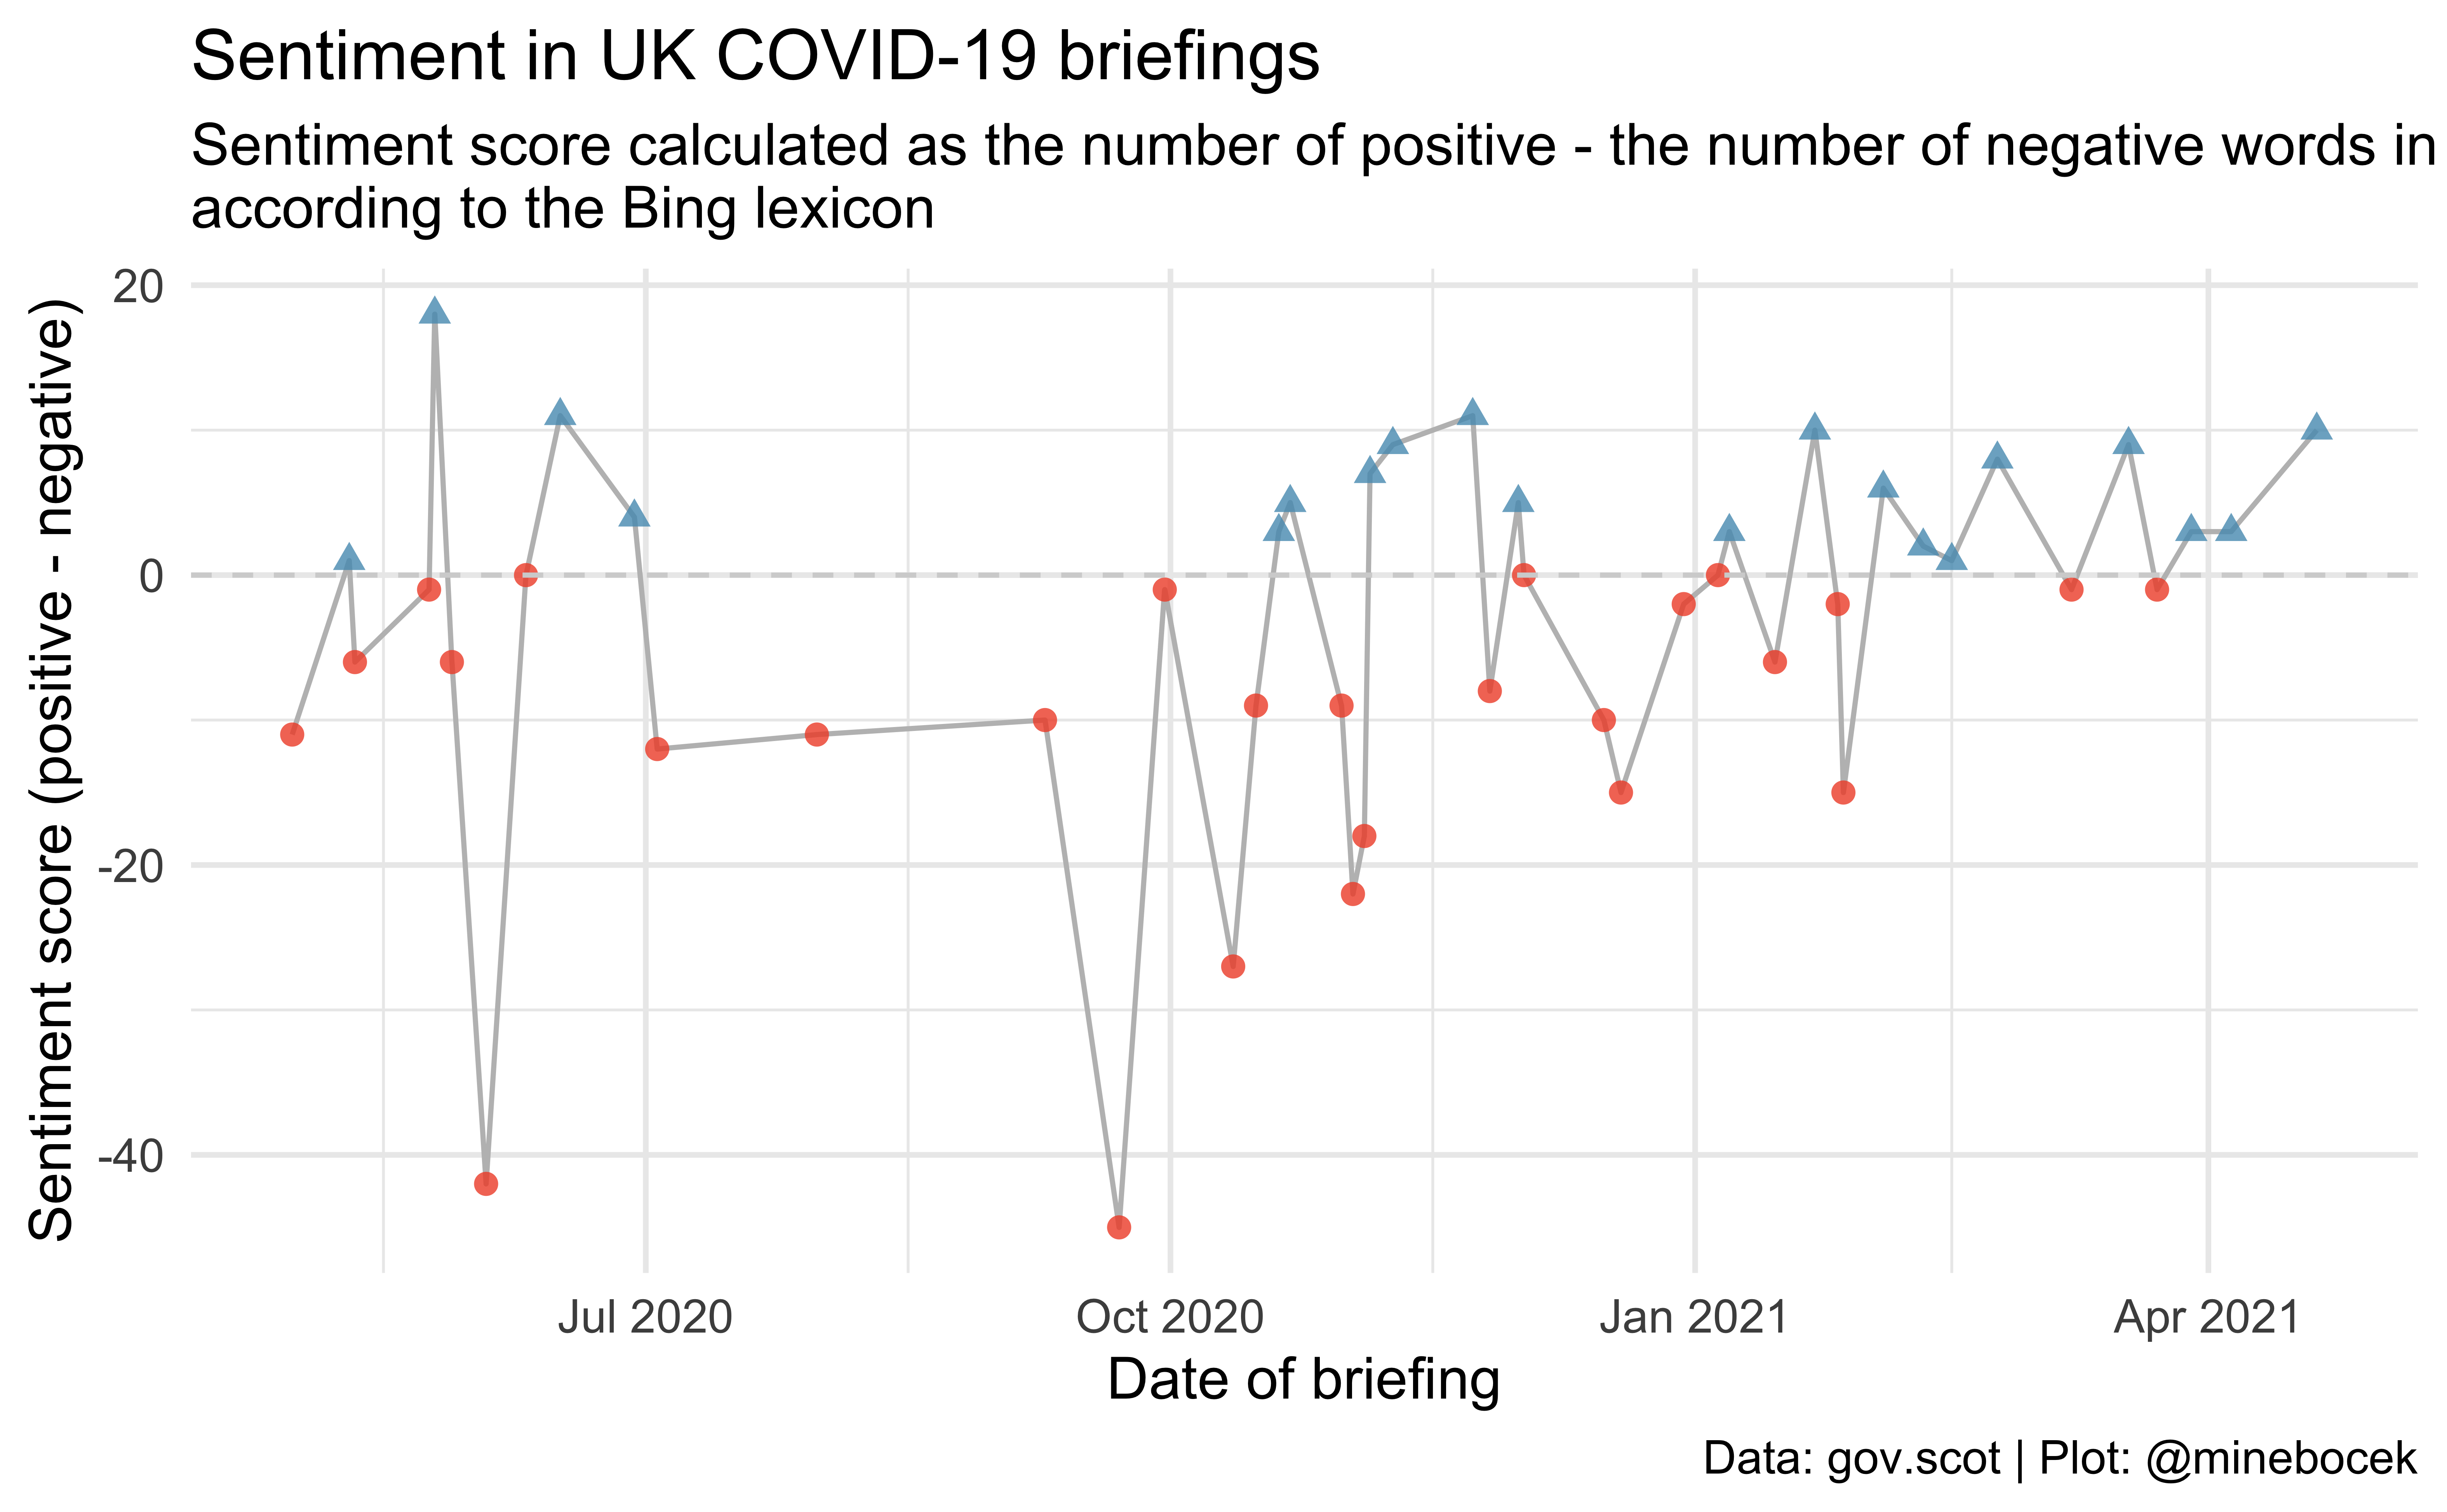 Sentiment in UK COVID-19 briefings
Sentiment score calculated as the number of positive - the number of negative words in
according to the Bing lexicon
Sentiment score (positive - negative)
20
0
-20
-40
Jul 2020
Oct 2020
Jan 2021
Apr 2021
Date of briefing
Data: gov.scot | Plot: @minebocek